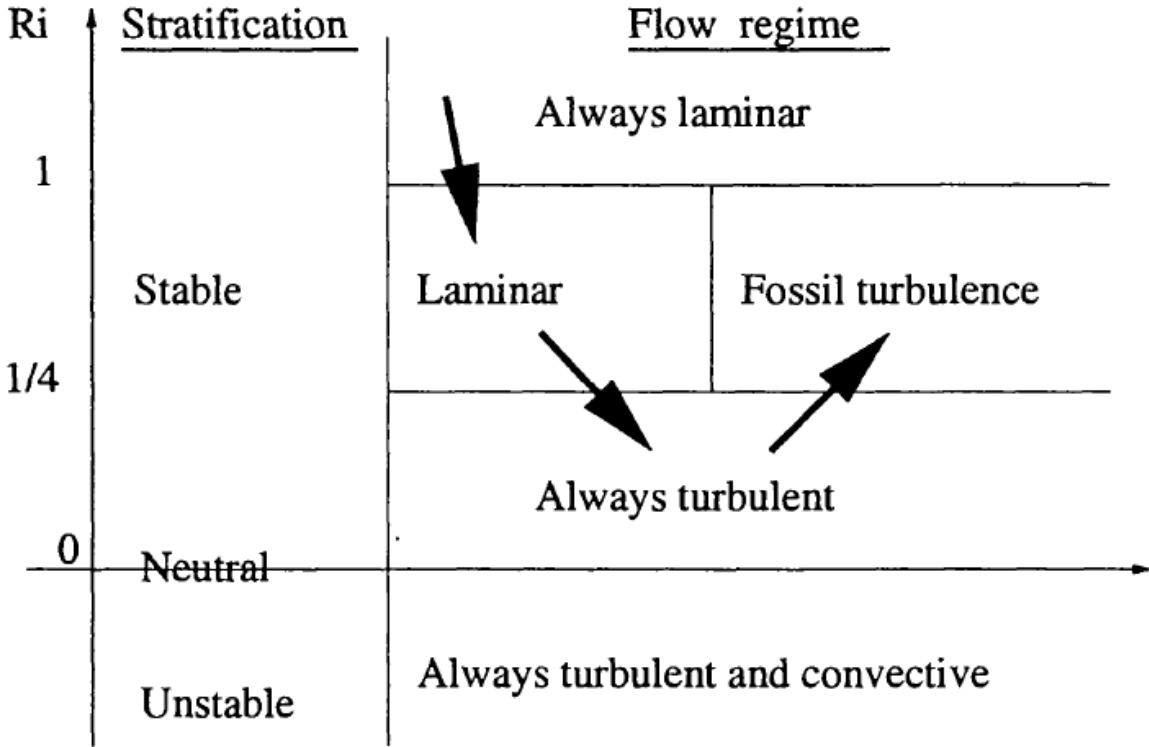 Ri Stratification Flow regime
Always laminar
1
Stable Laminar Fossil turbulence
1/4
Always turbulent
0
Neutral
Always turbulent and convective
Unstable